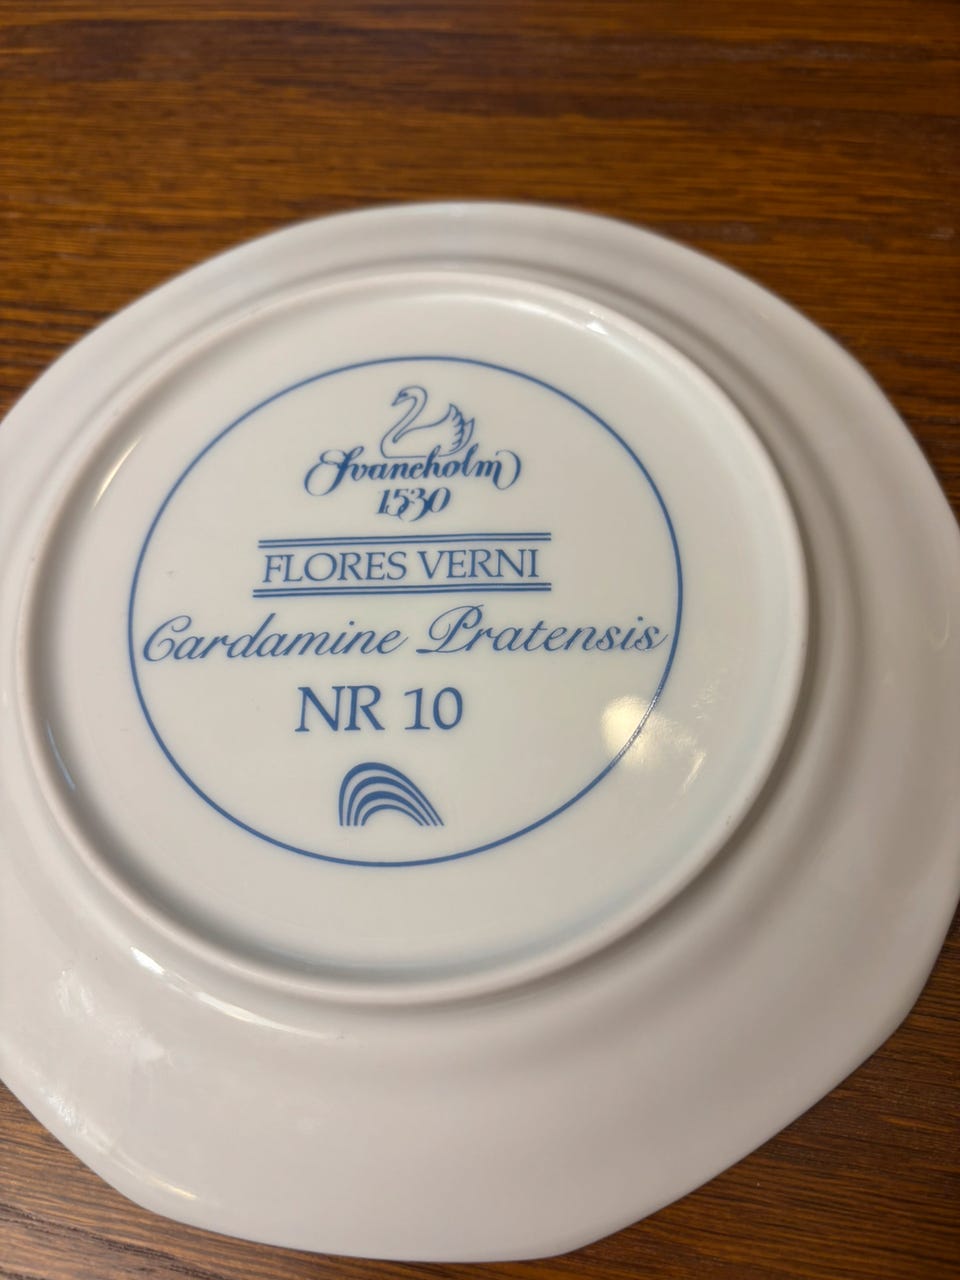 Svaneholm
1530
FLORES VERNI
Cardamine Pratensis
NR 10